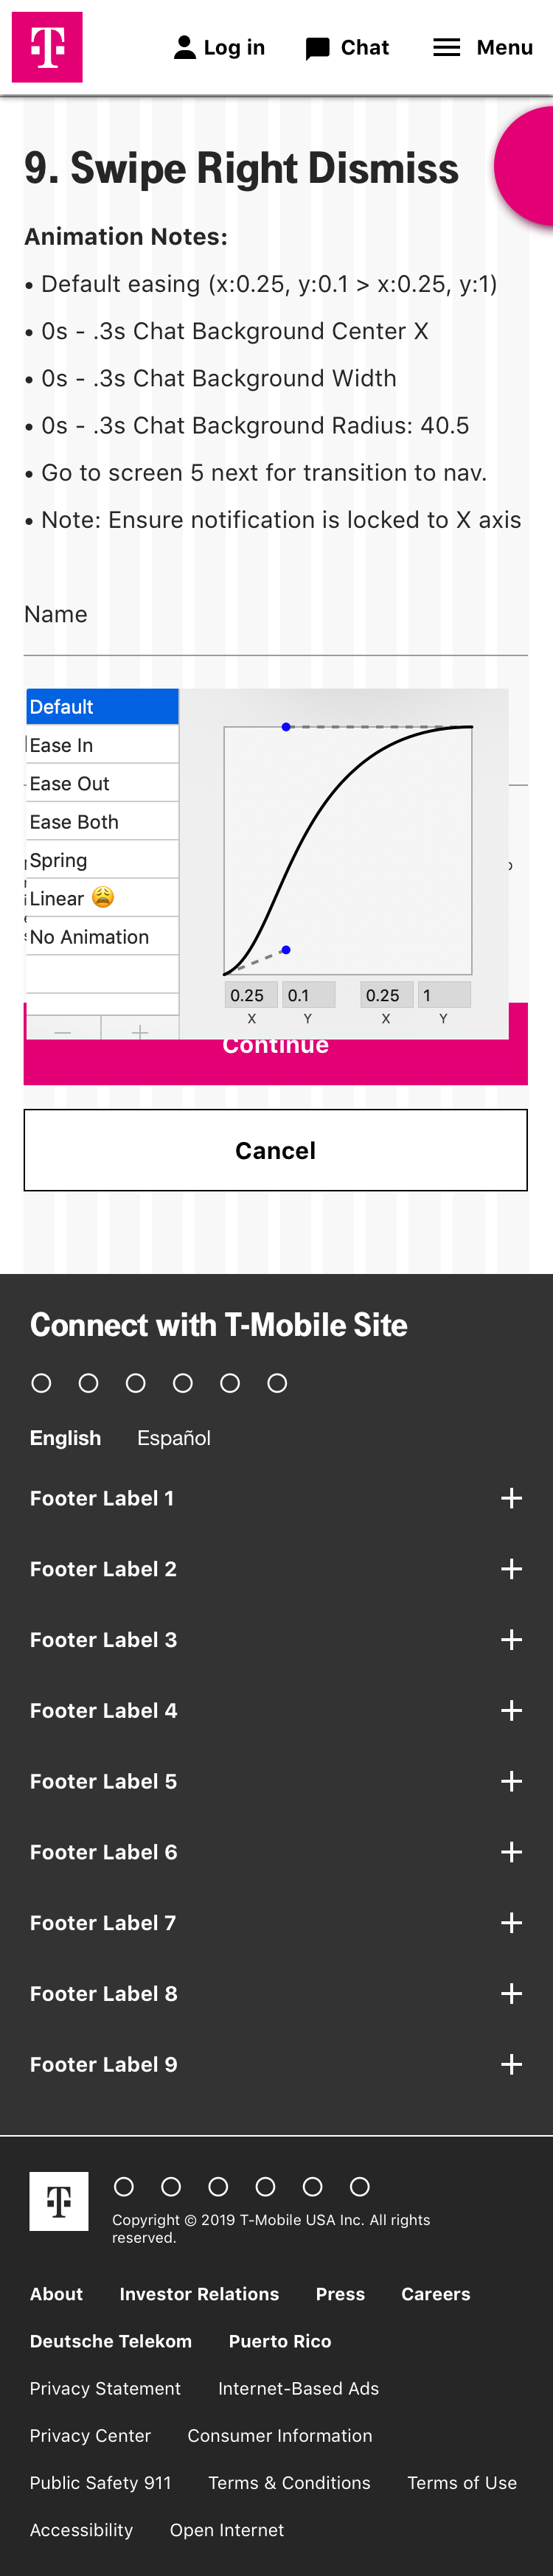 T
Log in
Chat
Menu
9. Swipe Right Dismiss
Animation Notes:
• Default easing (x:0.25, y:0.1 > x:0.25, y:1)
• 0s - .3s Chat Background Center X
• 0s - .3s Chat Background Width
• 0s - .3s Chat Background Radius: 40.5
• Go to screen 5 next for transition to nav.
• Note: Ensure notification is locked to X axis
Name
Default
Ease In
Ease Out
Ease Both
Spring
Linear 😩
No Animation
0.25 0.1 0.25 1
X Y X Y
Continue
Cancel
Connect with T-Mobile Site
English Español
Footer Label 1
Footer Label 2
Footer Label 3
Footer Label 4
Footer Label 5
Footer Label 6
Footer Label 7
Footer Label 8
Footer Label 9
T
Copyright © 2019 T-Mobile USA Inc. All rights
reserved.
About Investor Relations Press Careers
Deutsche Telekom Puerto Rico
Privacy Statement Internet-Based Ads
Privacy Center Consumer Information
Public Safety 911 Terms & Conditions Terms of Use
Accessibility Open Internet